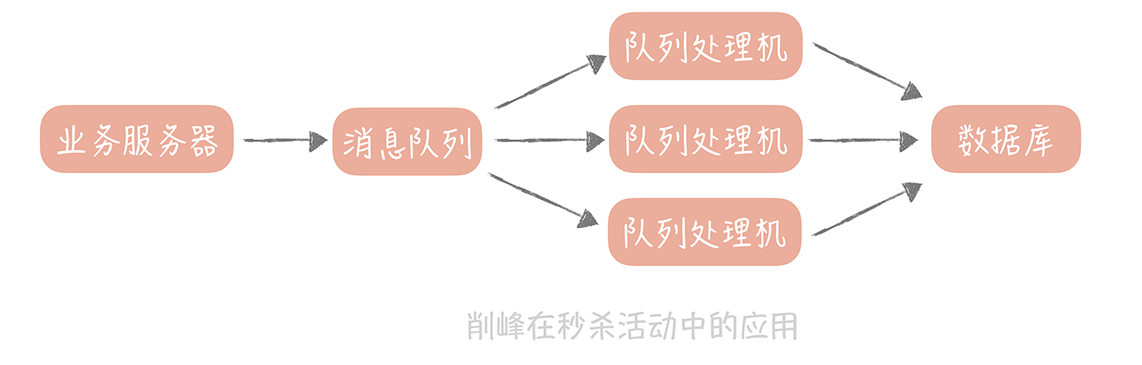 队列处理机
业务服务器
消息队列
队列处理机
数据库
队列处理机
削峰在秒杀活动中的应用